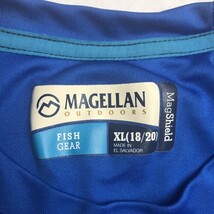 MAGELLAN
OUTDOORS
FISH
GEAR
XL(18/20)
MADE IN
EL SALVADOR
MagShield